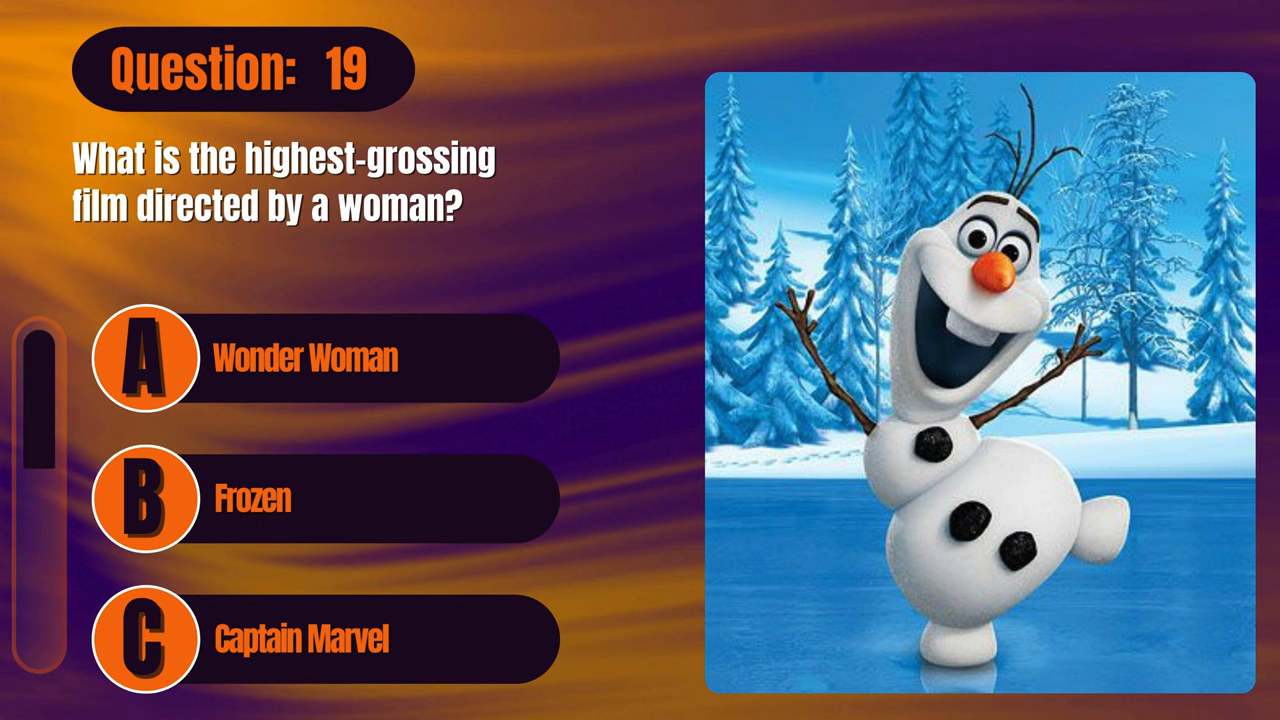 Question: 19
What is the highest-grossing
film directed by a woman?
A Wonder Woman
B Frozen
C Captain Marvel